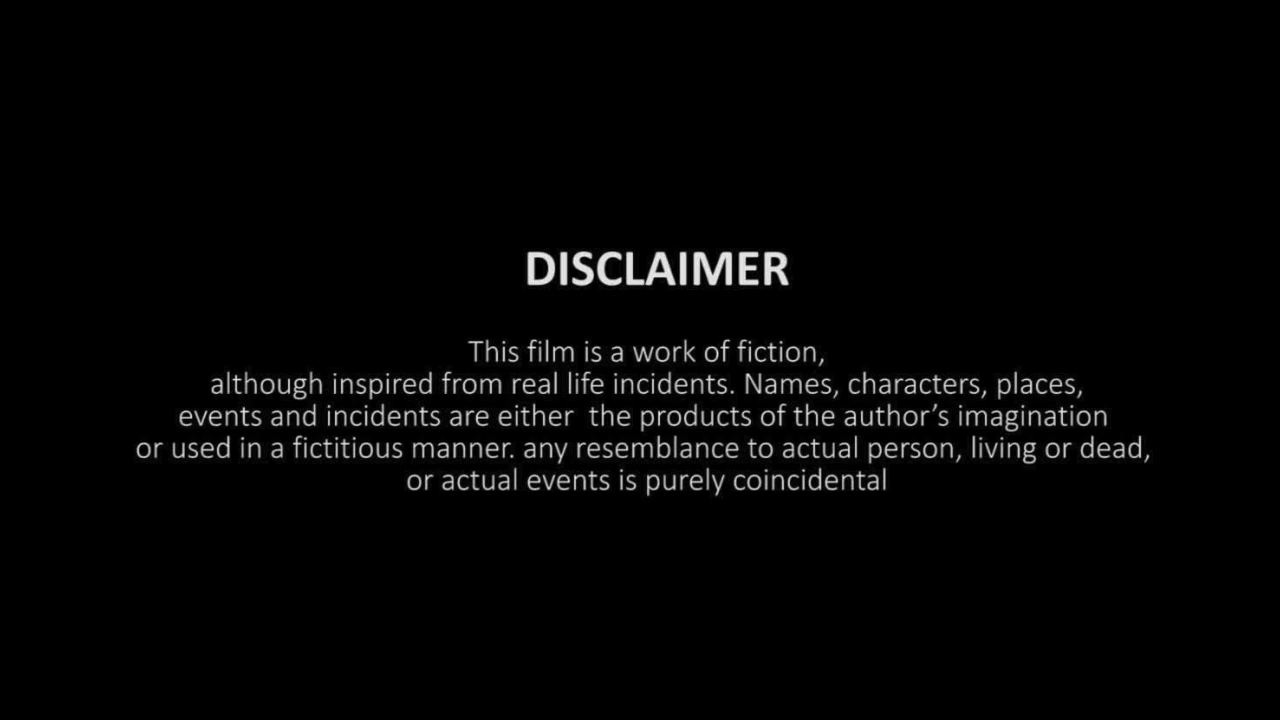 DISCLAIMER
This film is a work of fiction,
although inspired from real life incidents. Names, characters, places,
events and incidents are either  the products of the author’s imagination
or used in a fictitious manner. any resemblance to actual person, living or dead,
or actual events is purely coincidental